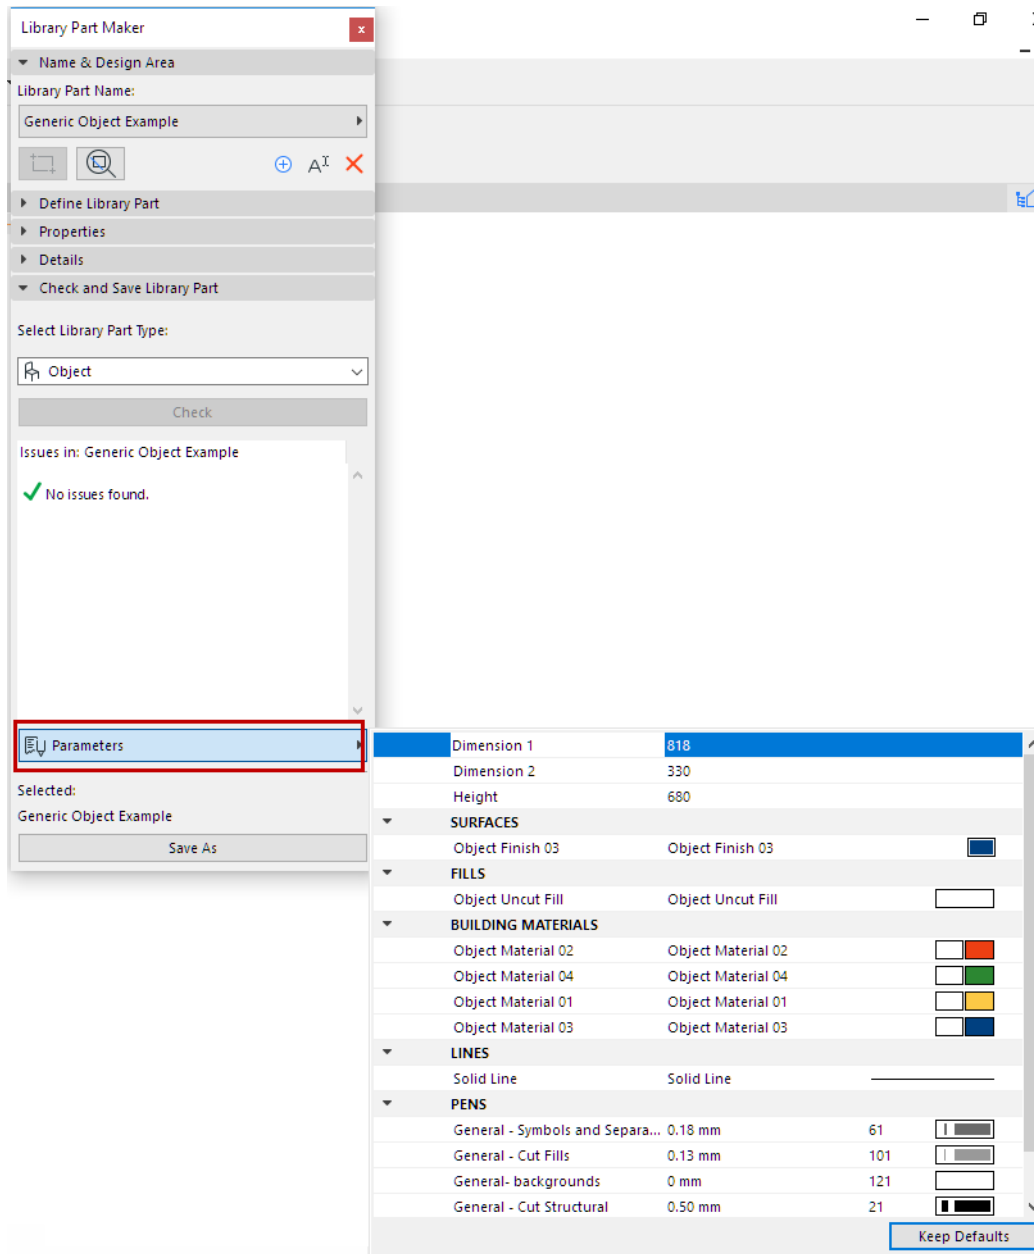 Library Part Maker
x
Name & Design Area
Library Part Name:
Generic Object Example
Define Library Part
Properties
Details
Check and Save Library Part
Select Library Part Type:
Object
Check
Issues in: Generic Object Example
No issues found.
Parameters
Selected:
Generic Object Example
Save As
Dimension 1 818
Dimension 2 330
Height 680
SURFACES
Object Finish 03 Object Finish 03
FILLS
Object Uncut Fill Object Uncut Fill
BUILDING MATERIALS
Object Material 02 Object Material 02
Object Material 04 Object Material 04
Object Material 01 Object Material 01
Object Material 03 Object Material 03
LINES
Solid Line Solid Line
PENS
General - Symbols and Separa... 0.18 mm 61
General - Cut Fills 0.13 mm 101
General- backgrounds 0 mm 121
General - Cut Structural 0.50 mm 21
Keep Defaults